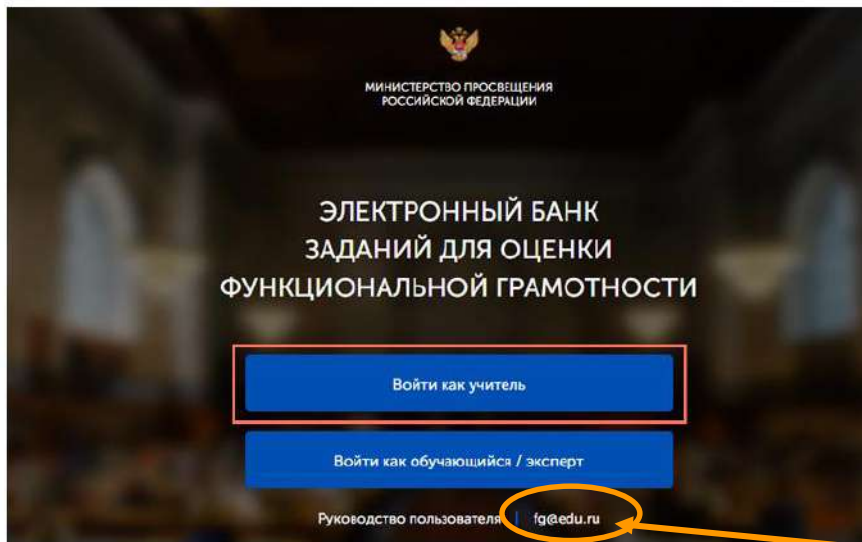 МИНИСТЕРСТВО ПРОСВЕЩЕНИЯ
РОССИЙСКОЙ ФЕДЕРАЦИИ
ЭЛЕКТРОННЫЙ БАНК
ЗАДАНИЙ ДЛЯ ОЦЕНКИ
ФУНКЦИОНАЛЬНОЙ ГРАМОТНОСТИ
Войти как учитель
Войти как обучающийся / эксперт
Руководство пользователя | fg@edu.ru